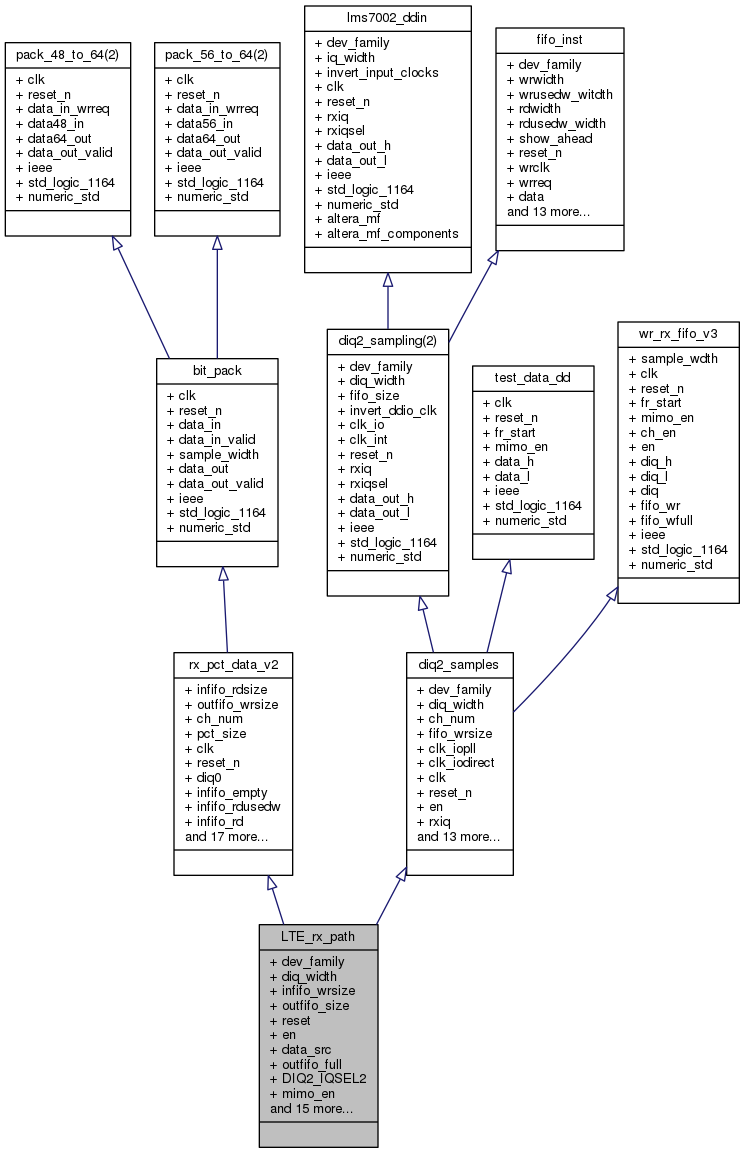 pack_48_to_64(2)
+ clk
+ reset_n
+ data_in_wrreq
+ data48_in
+ data64_out
+ data_out_valid
+ ieee
+ std_logic_1164
+ numeric_std
pack_56_to_64(2)
+ clk
+ reset_n
+ data_in_wrreq
+ data56_in
+ data64_out
+ data_out_valid
+ ieee
+ std_logic_1164
+ numeric_std
lms7002_ddin
+ dev_family
+ iq_width
+ invert_input_clocks
+ clk
+ reset_n
+ rxiq
+ rxiqsel
+ data_out_h
+ data_out_l
+ ieee
+ std_logic_1164
+ numeric_std
+ altera_mf
+ altera_mf_components
fifo_inst
+ dev_family
+ wrwidth
+ wrusedw_witdth
+ rdwidth
+ rdusedw_width
+ show_ahead
+ reset_n
+ wrclk
+ wrreq
+ data
and 13 more...
bit_pack
+ clk
+ reset_n
+ data_in
+ data_in_valid
+ sample_width
+ data_out
+ data_out_valid
+ ieee
+ std_logic_1164
+ numeric_std
diq2_sampling(2)
+ dev_family
+ diq_width
+ fifo_size
+ invert_ddio_clk
+ clk_io
+ clk_int
+ reset_n
+ rxiq
+ rxiqsel
+ data_out_h
+ data_out_l
+ ieee
+ std_logic_1164
+ numeric_std
test_data_dd
+ clk
+ reset_n
+ fr_start
+ mimo_en
+ data_h
+ data_l
+ ieee
+ std_logic_1164
+ numeric_std
wr_rx_fifo_v3
+ sample_wdth
+ clk
+ reset_n
+ fr_start
+ mimo_en
+ ch_en
+ en
+ diq_h
+ diq_l
+ diq
+ fifo_wr
+ fifo_wfull
+ ieee
+ std_logic_1164
+ numeric_std
rx_pct_data_v2
+ infifo_rdsize
+ outfifo_wrsize
+ ch_num
+ pct_size
+ clk
+ reset_n
+ diq0
+ infifo_empty
+ infifo_rdusedw
+ infifo_rd
and 17 more...
diq2_samples
+ dev_family
+ diq_width
+ ch_num
+ fifo_wrsize
+ clk_iopll
+ clk_iodirect
+ clk
+ reset_n
+ en
+ rxiq
and 13 more...
LTE_rx_path
+ dev_family
+ diq_width
+ infifo_wrsize
+ outfifo_size
+ reset
+ en
+ data_src
+ outfifo_full
+ DIQ2_IQSEL2
+ mimo_en
and 15 more...